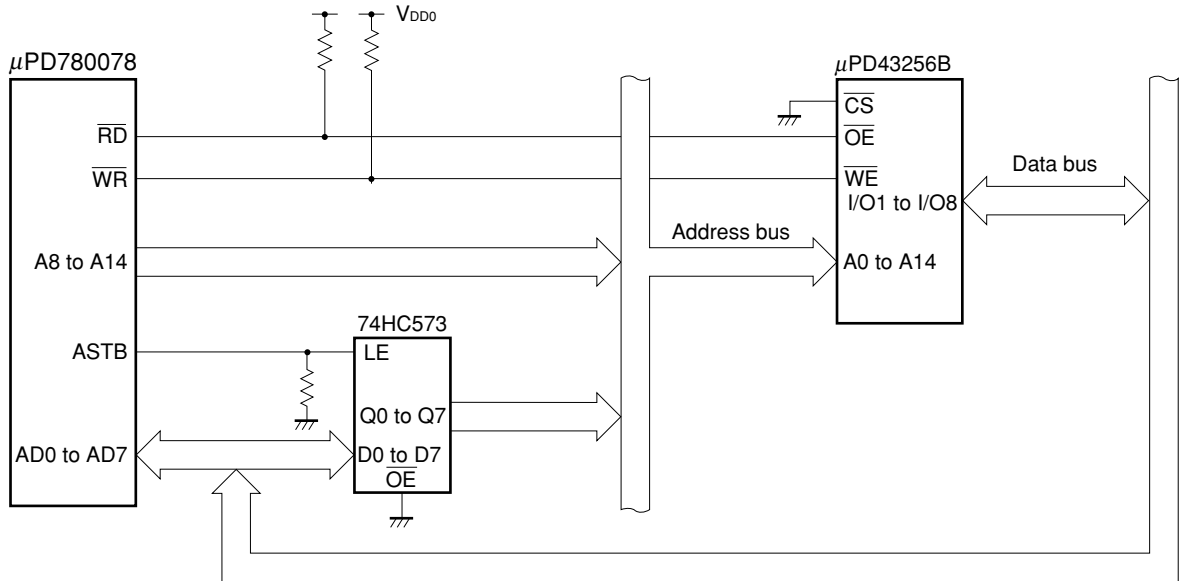 VDD0
μPD780078
μPD43256B
CS
RD
OE
WR
WE
Data bus
I/O1 to I/O8
Address bus
A8 to A14
A0 to A14
74HC573
ASTB
LE
Q0 to Q7
AD0 to AD7
D0 to D7
OE